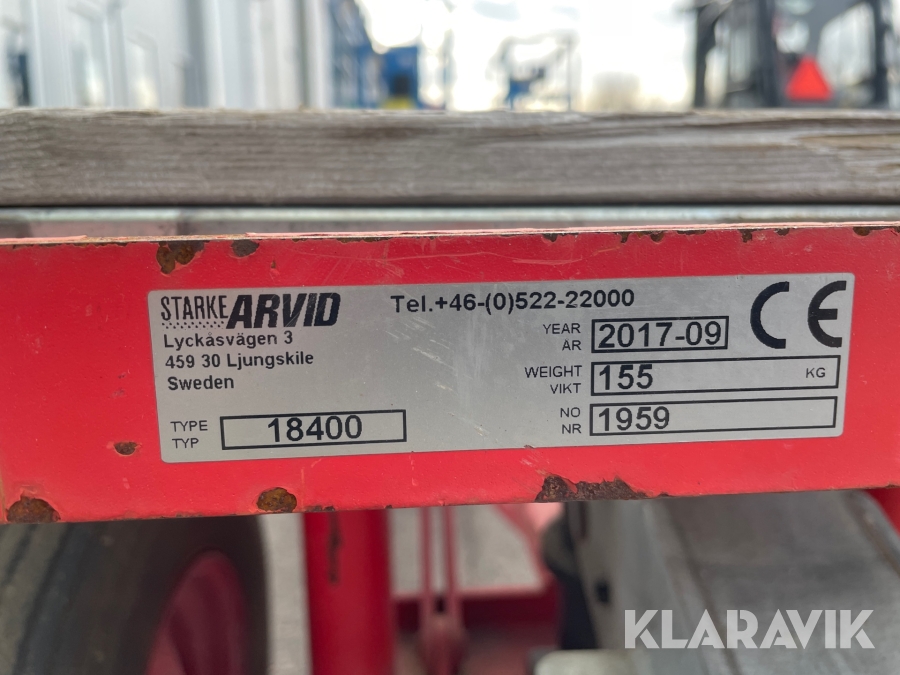 STARKE ARVID
Lyckåsvägen 3
459 30 Ljungskile
Sweden
TYPE
TYP
18400
Tel.+46-(0)522-22000
YEAR
AR
2017-09
WEIGHT
VIKT
155 KG
NO
NR
1959
CE
KLARAVIK